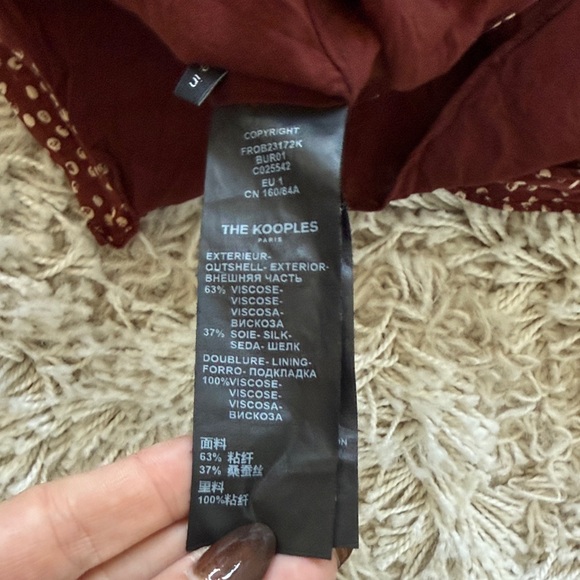 COPYRIGHT
FROB23172K
BUR01
C025542
EU 1
CN 160/84A
THE KOOPLES
PARIS
EXTERIEUR-
OUTSHELL- EXTERIOR-
ВНЕШНЯЯ ЧАСТЬ
63% VISCOSE-
VISCOSE-
VISCOSA-
ВИСКОЗА
37% SOIE- SILK-
SEDA- ШЕЛК
DOUBLURE- LINING-
FORRO- ПОДКЛАДКА
100%VISCOSE-
VISCOSE-
VISCOSA-
ВИСКОЗА
面料
63% 粘纤
37% 桑蚕丝
里料
100%粘纤
ON